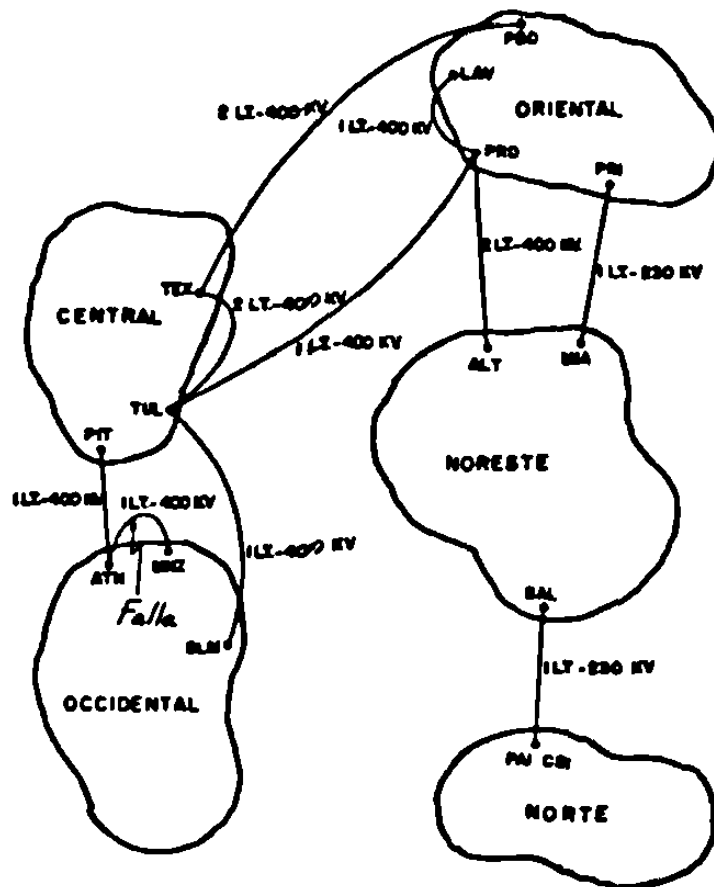 PBD
LAV
ORIENTAL
2 LT-400 KV
1 LT-400 KV
PRD
PRI
2 LT-400 KV
1 LT-230 KV
TEX
CENTRAL
2 LT-400 KV
1 LT-400 KV
ALT
TUL
PIT
NORESTE
1 LT-400 KV
1 LT-400 KV
1 LT-400 KV
ATN
Falla
SAL
OCCIDENTAL
1 LT-230 KV
NORTE